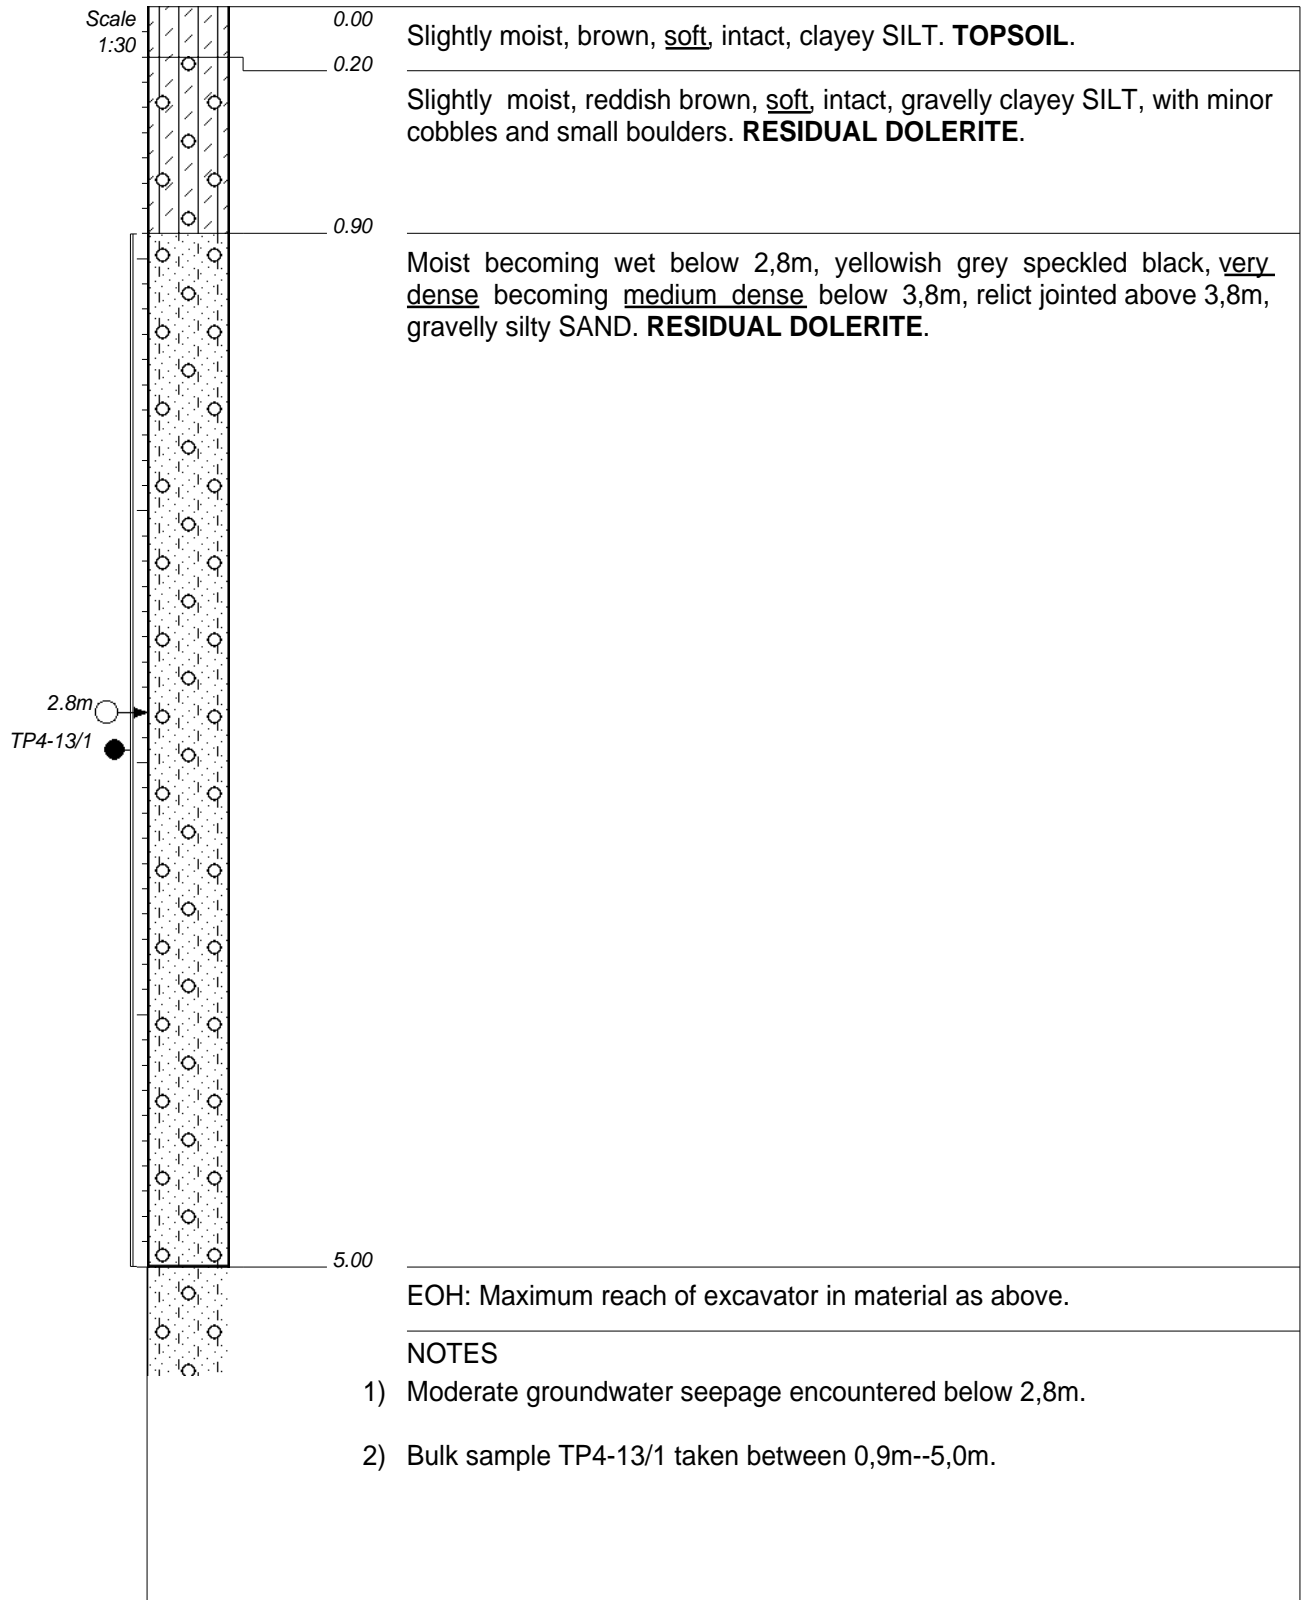 Scale
1:30
0.00
Slightly moist, brown, soft, intact, clayey SILT. TOPSOIL.
0.20
Slightly moist, reddish brown, soft, intact, gravelly clayey SILT, with minor
cobbles and small boulders. RESIDUAL DOLERITE.
0.90
Moist becoming wet below 2,8m, yellowish grey speckled black, very
dense becoming medium dense below 3,8m, relict jointed above 3,8m,
gravelly silty SAND. RESIDUAL DOLERITE.
2.8m
TP4-13/1
5.00
EOH: Maximum reach of excavator in material as above.
NOTES
1) Moderate groundwater seepage encountered below 2,8m.
2) Bulk sample TP4-13/1 taken between 0,9m--5,0m.